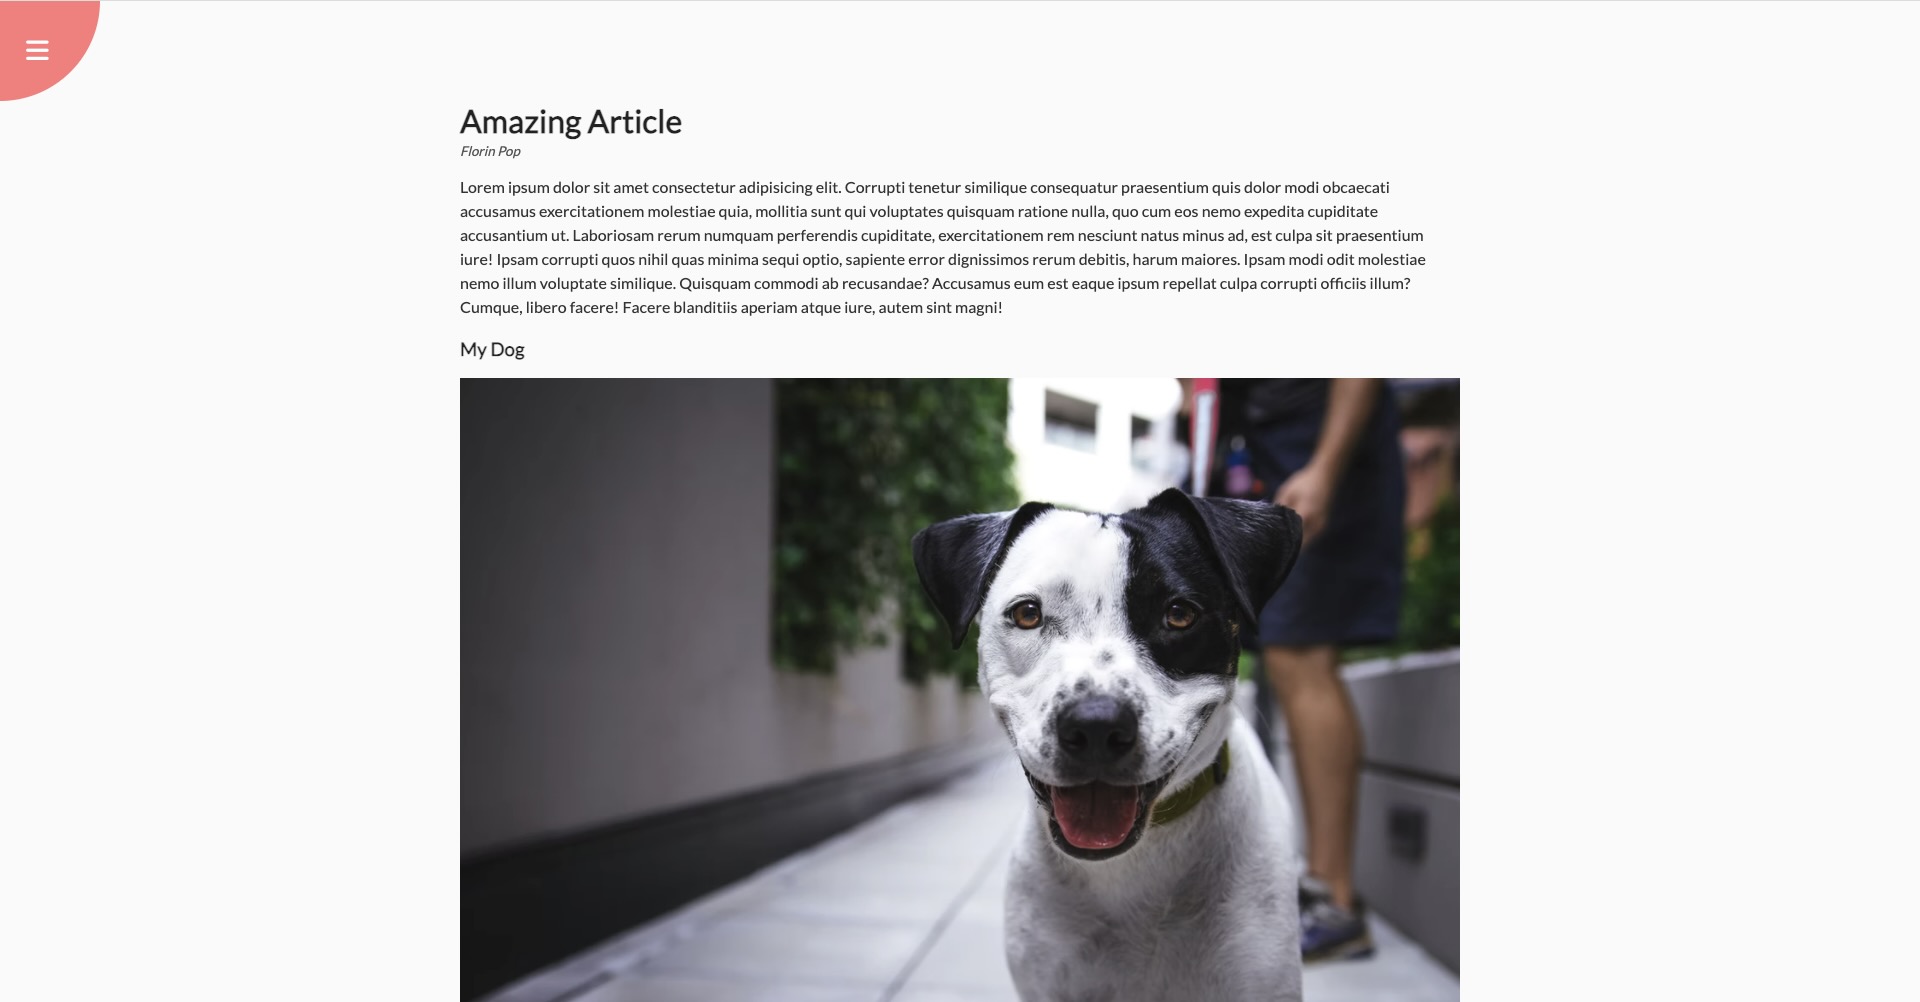 Amazing Article
Florin Pop
Lorem ipsum dolor sit amet consectetur adipisicing elit. Corrupti tenetur similique consequatur praesentium quis dolor modi obcaecati
accusamus exercitationem molestiae quia, mollitia sunt qui voluptates quisquam ratione nulla, quo cum eos nemo expedita cupiditate
accusantium ut. Laboriosam rerum numquam perferendis cupiditate, exercitationem rem nesciunt natus minus ad, est culpa sit praesentium
iure! Ipsam corrupti quos nihil quas minima sequi optio, sapiente error dignissimos rerum debitis, harum maiores. Ipsam modi odit molestiae
nemo illum voluptate similique. Quisquam commodi ab recusandae? Accusamus eum est eaque ipsum repellat culpa corrupti officiis illum?
Cumque, libero facere! Facere blanditiis aperiam atque iure, autem sint magni!
My Dog